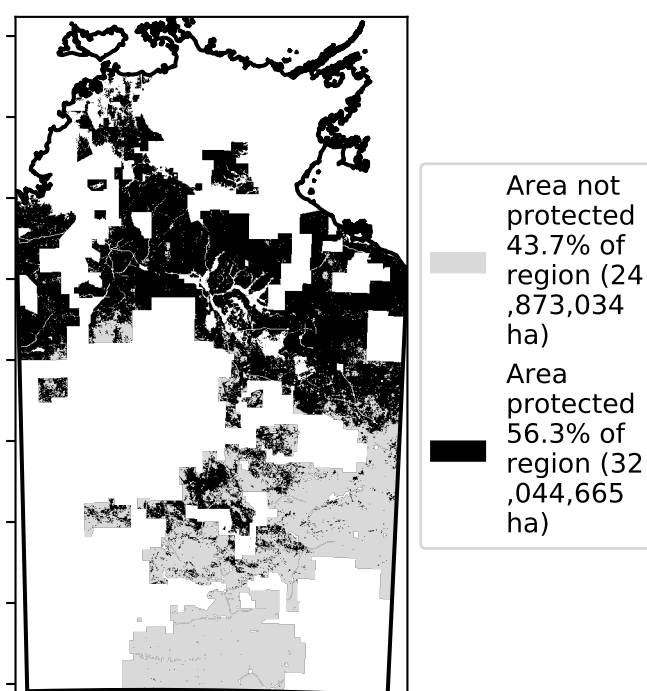 Area not
protected
43.7% of
region (24
,873,034
ha)
Area
protected
56.3% of
region (32
,044,665
ha)